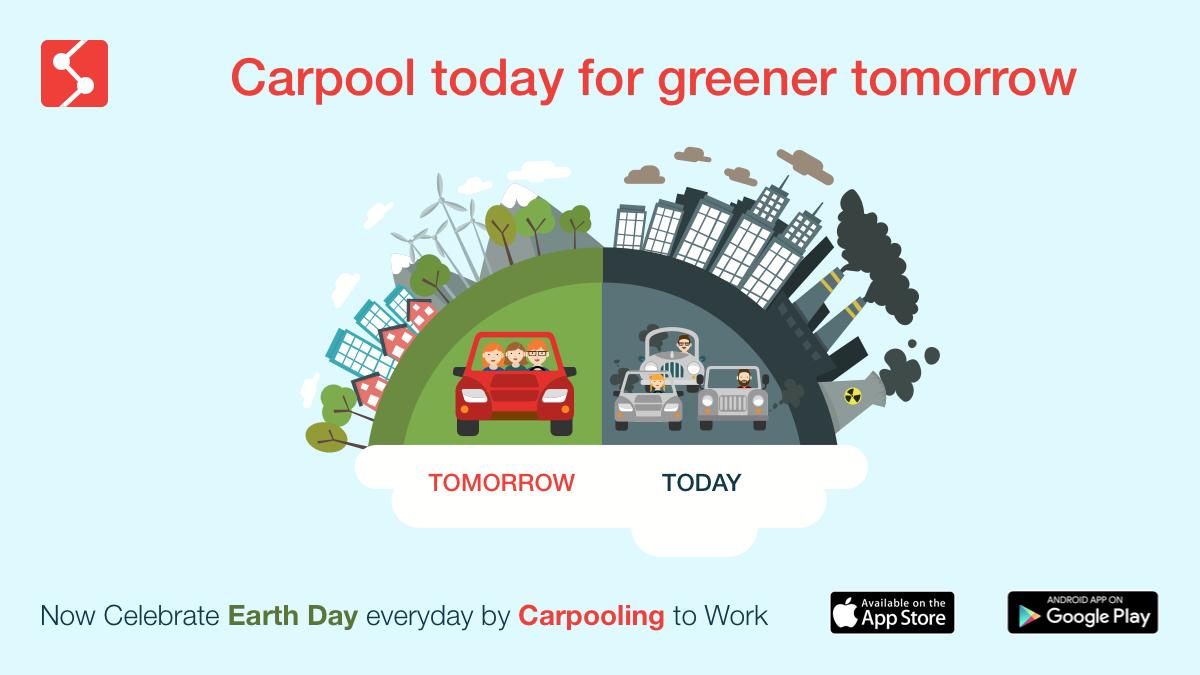 Carpool today for greener tomorrow
TOMORROW
TODAY
Now Celebrate Earth Day everyday by Carpooling to Work
Available on the
App Store
ANDROID APP ON
Google Play